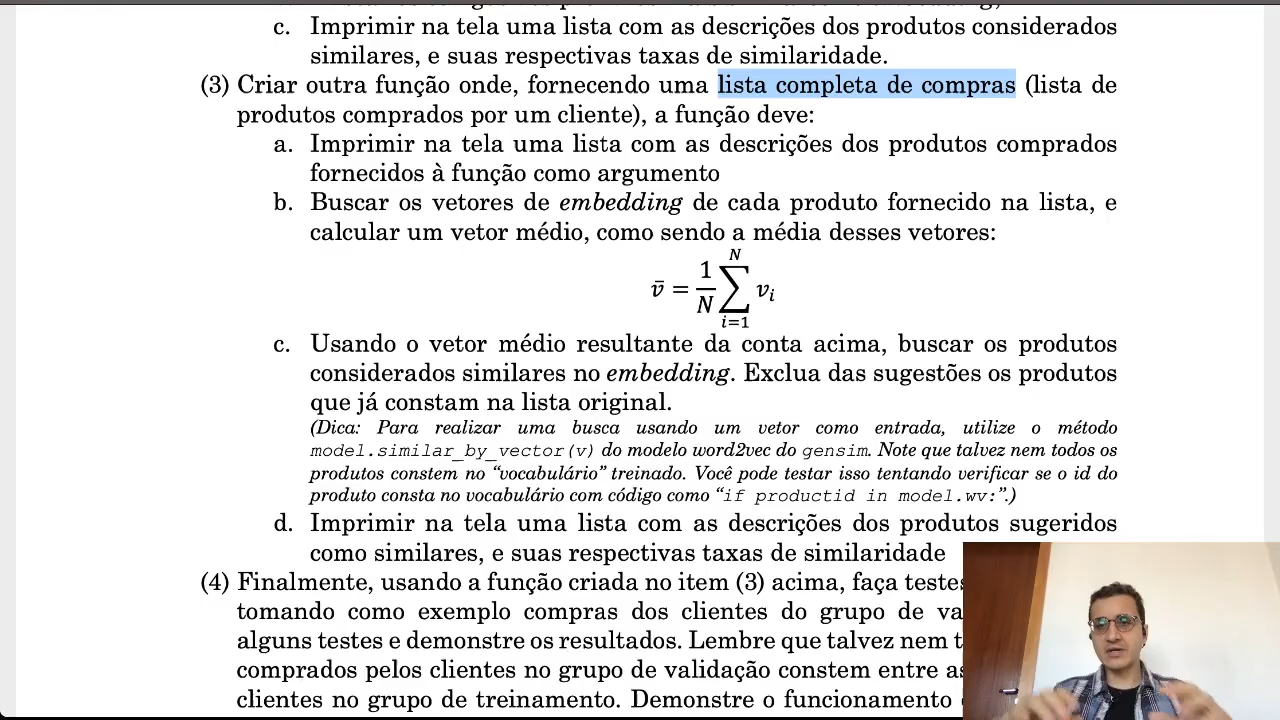 c. Imprimir na tela uma lista com as descrições dos produtos considerados
similares, e suas respectivas taxas de similaridade.
(3) Criar outra função onde, fornecendo uma lista completa de compras (lista de
produtos comprados por um cliente), a função deve:
a. Imprimir na tela uma lista com as descrições dos produtos comprados
fornecidos à função como argumento
b. Buscar os vetores de embedding de cada produto fornecido na lista, e
calcular um vetor médio, como sendo a média desses vetores:
v̄ = 1/N ∑_{i=1}^{N} v_i
c. Usando o vetor médio resultante da conta acima, buscar os produtos
considerados similares no embedding. Exclua das sugestões os produtos
que já constam na lista original.
(Dica: Para realizar uma busca usando um vetor como entrada, utilize o método
model.similar_by_vector(v) do modelo word2vec do gensim. Note que talvez nem todos os
produtos constem no “vocabulário” treinado. Você pode testar isso tentando verificar se o id do
produto consta no vocabulário com código como “if productid in model.wv:”.)
d. Imprimir na tela uma lista com as descrições dos produtos sugeridos
como similares, e suas respectivas taxas de similaridade
(4) Finalmente, usando a função criada no item (3) acima, faça testes
tomando como exemplo compras dos clientes do grupo de va
alguns testes e demonstre os resultados. Lembre que talvez nem t
comprados pelos clientes no grupo de validação constem entre as
clientes no grupo de treinamento. Demonstre o funcionamento